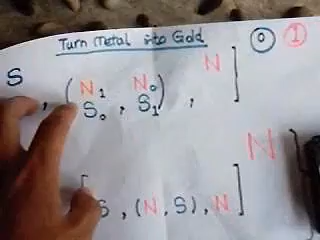 Turn Metal into Gold 0 1
N
S , ( N₁ N₀
S₀ , S₁ ) , ]
N
[ S , (N, S), N ]